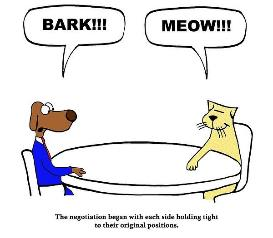 BARK!!!
MEOW!!!
The negotiation began with each side holding tight
to their original positions.